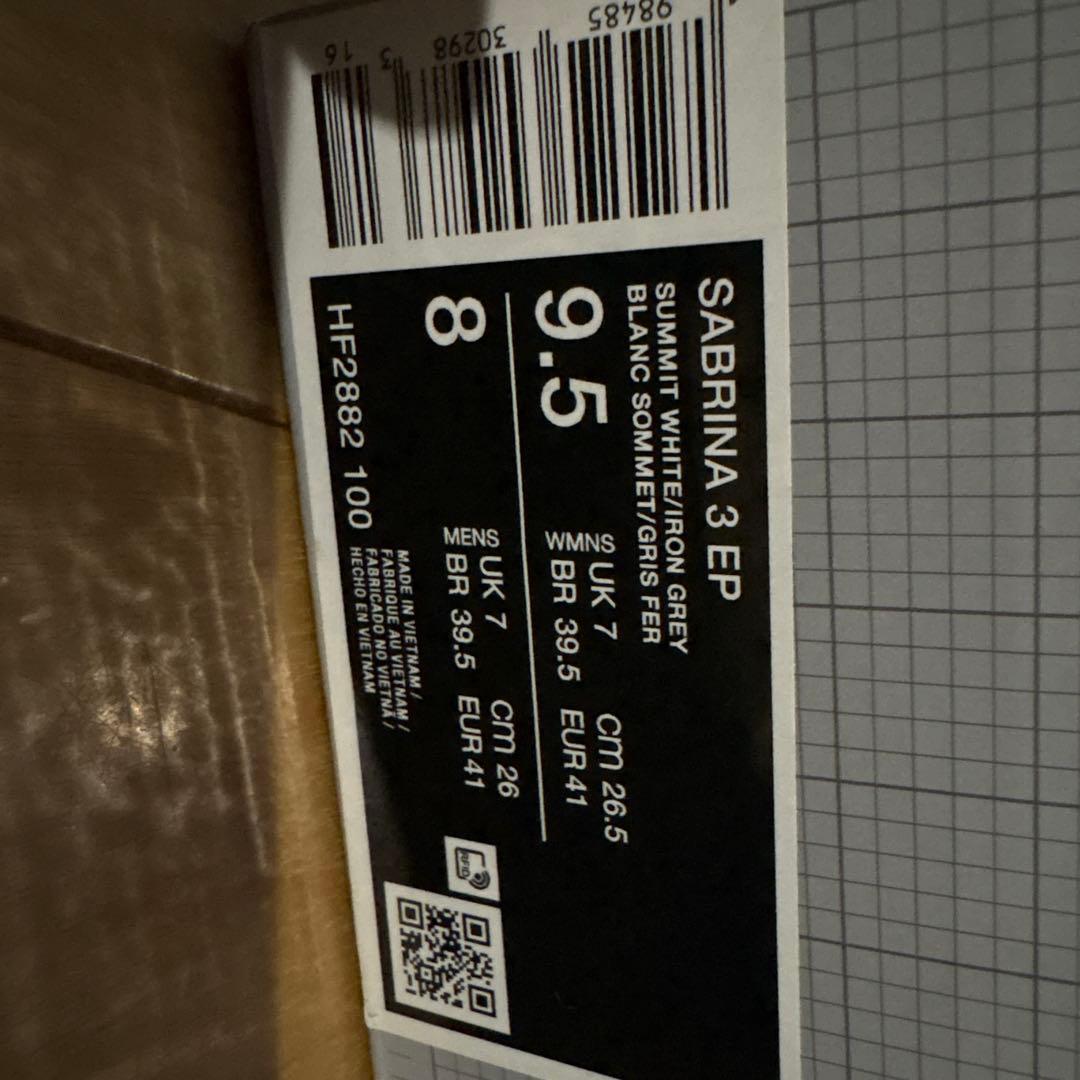 SABRINA 3 EP
SUMMIT WHITE/IRON GREY
BLANC SOMMET/GRIS FER
9.5
WMNS
UK 7 CM 26.5
BR 39.5 EUR 41
8
MENS
UK 7 CM 26
BR 39.5 EUR 41
HF2882 100
MADE IN VIETNAM /
FABRIQUE AU VIETNAM /
FABRICADO NO VIETNÃ /
HECHO EN VIETNAM
RFID
98485 30298 3 16